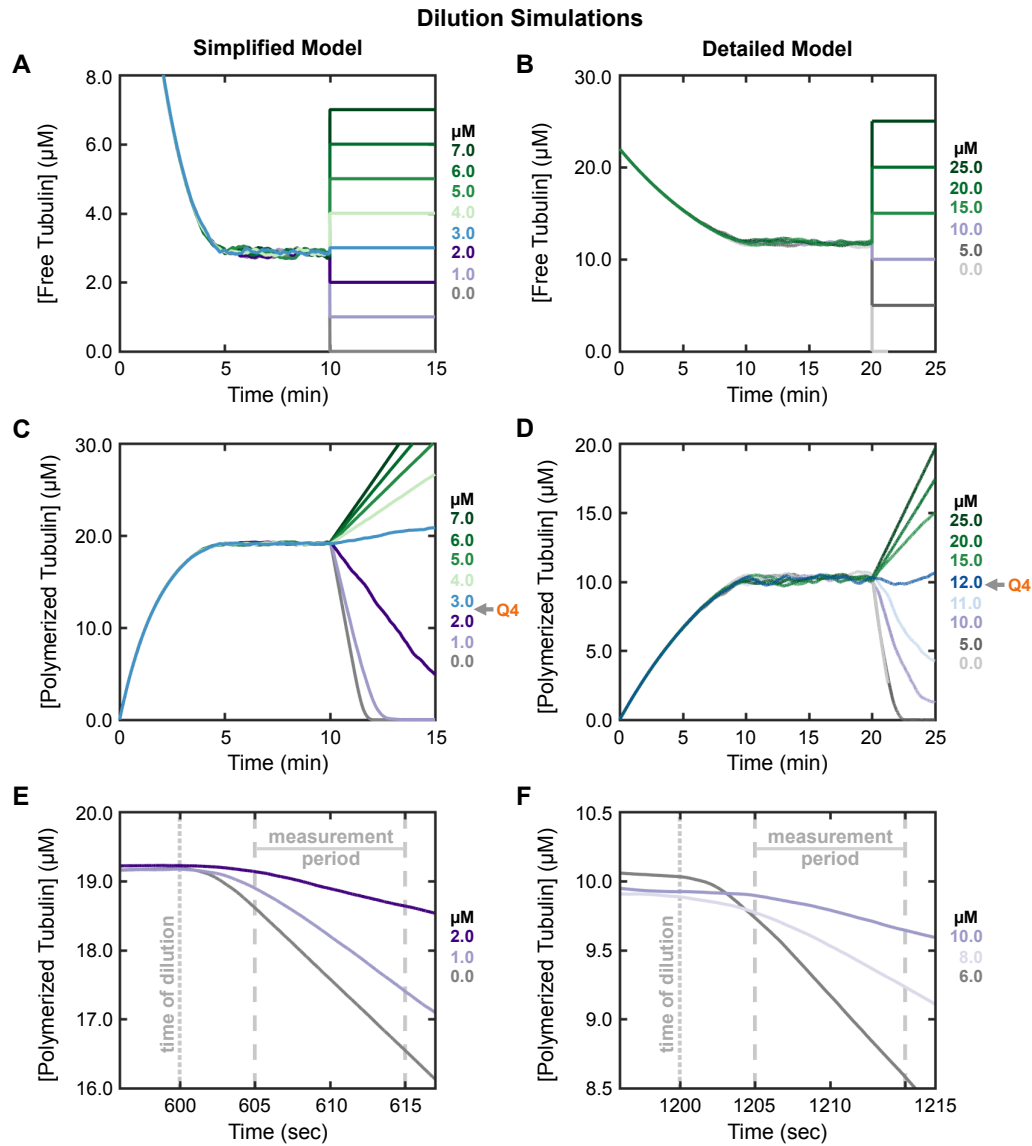 Dilution Simulations
Simplified Model
Detailed Model
A
[Free Tubulin] (µM)
8.0
6.0
4.0
2.0
0.0
0
5
10
15
Time (min)
µM
7.0
6.0
5.0
4.0
3.0
2.0
1.0
0.0
B
[Free Tubulin] (µM)
30.0
20.0
10.0
0.0
0
5
10
15
20
25
Time (min)
µM
25.0
20.0
15.0
10.0
5.0
0.0
C
[Polymerized Tubulin] (µM)
30.0
20.0
10.0
0.0
0
5
10
15
Time (min)
µM
7.0
6.0
5.0
4.0
3.0
Q4
2.0
1.0
0.0
D
[Polymerized Tubulin] (µM)
20.0
15.0
10.0
5.0
0.0
0
5
10
15
20
25
Time (min)
µM
25.0
20.0
15.0
12.0
Q4
11.0
10.0
5.0
0.0
E
[Polymerized Tubulin] (µM)
20.0
19.0
18.0
17.0
16.0
600
605
610
615
Time (sec)
time of dilution
measurement
period
µM
2.0
1.0
0.0
F
[Polymerized Tubulin] (µM)
10.5
10.0
9.5
9.0
8.5
1200
1205
1210
1215
Time (sec)
time of dilution
measurement
period
µM
10.0
8.0
6.0